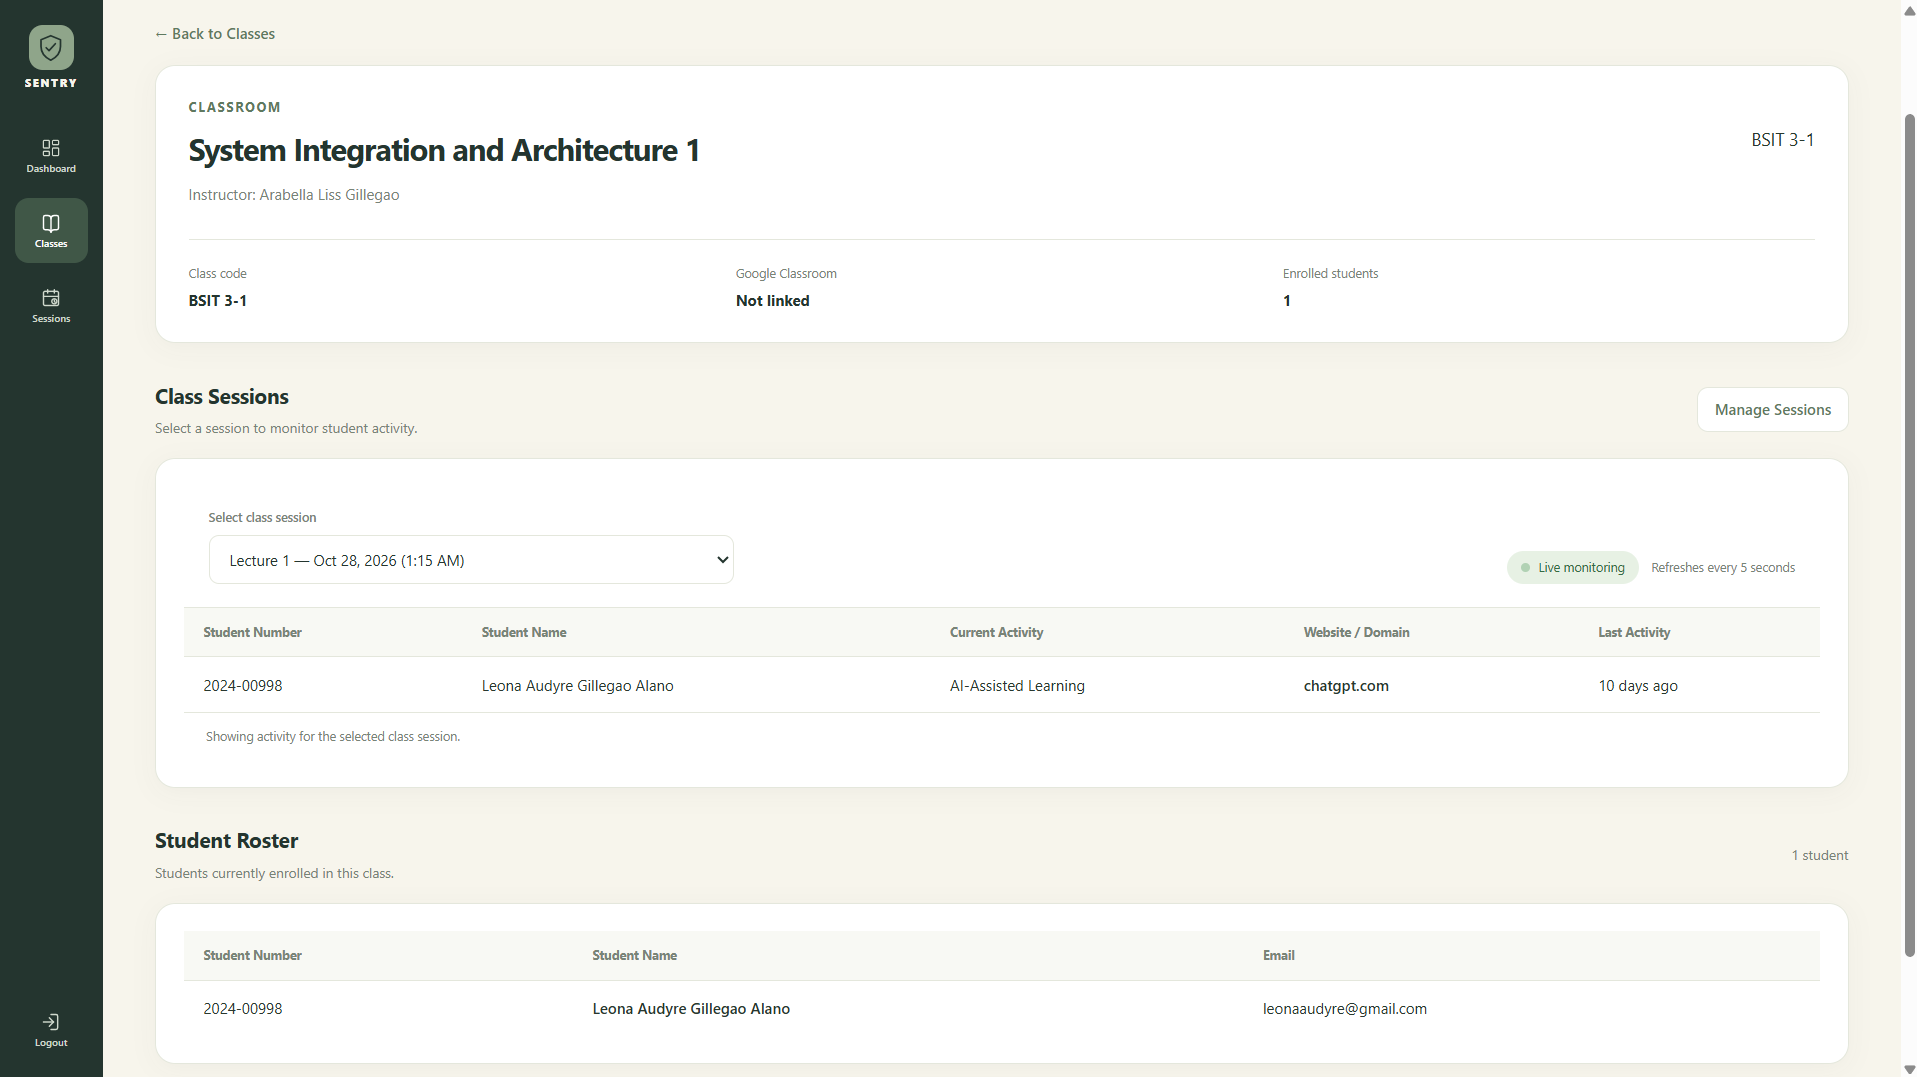 SENTRY
Dashboard
Classes
Sessions
Logout
← Back to Classes
CLASSROOM
System Integration and Architecture 1
BSIT 3-1
Instructor: Arabella Liss Gillegao
Class code Google Classroom Enrolled students
BSIT 3-1 Not linked 1
Class Sessions
Select a session to monitor student activity.
Manage Sessions
Select class session
Lecture 1 — Oct 28, 2026 (1:15 AM)
Live monitoring Refreshes every 5 seconds
Student Number Student Name Current Activity Website / Domain Last Activity
2024-00998 Leona Audyre Gillegao Alano AI-Assisted Learning chatgpt.com 10 days ago
Showing activity for the selected class session.
Student Roster
Students currently enrolled in this class.
1 student
Student Number Student Name Email
2024-00998 Leona Audyre Gillegao Alano leonaaudyre@gmail.com